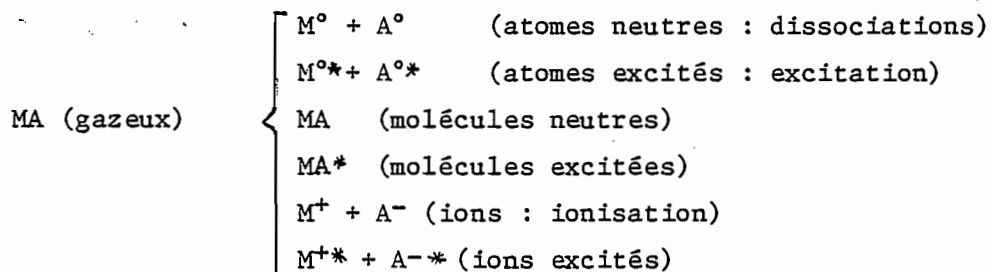 M° + A° (atomes neutres : dissociations)
M°*+ A°* (atomes excités : excitation)
MA (gazeux) { MA (molécules neutres)
MA* (molécules excitées)
M+ + A- (ions : ionisation)
M+* + A-* (ions excités)